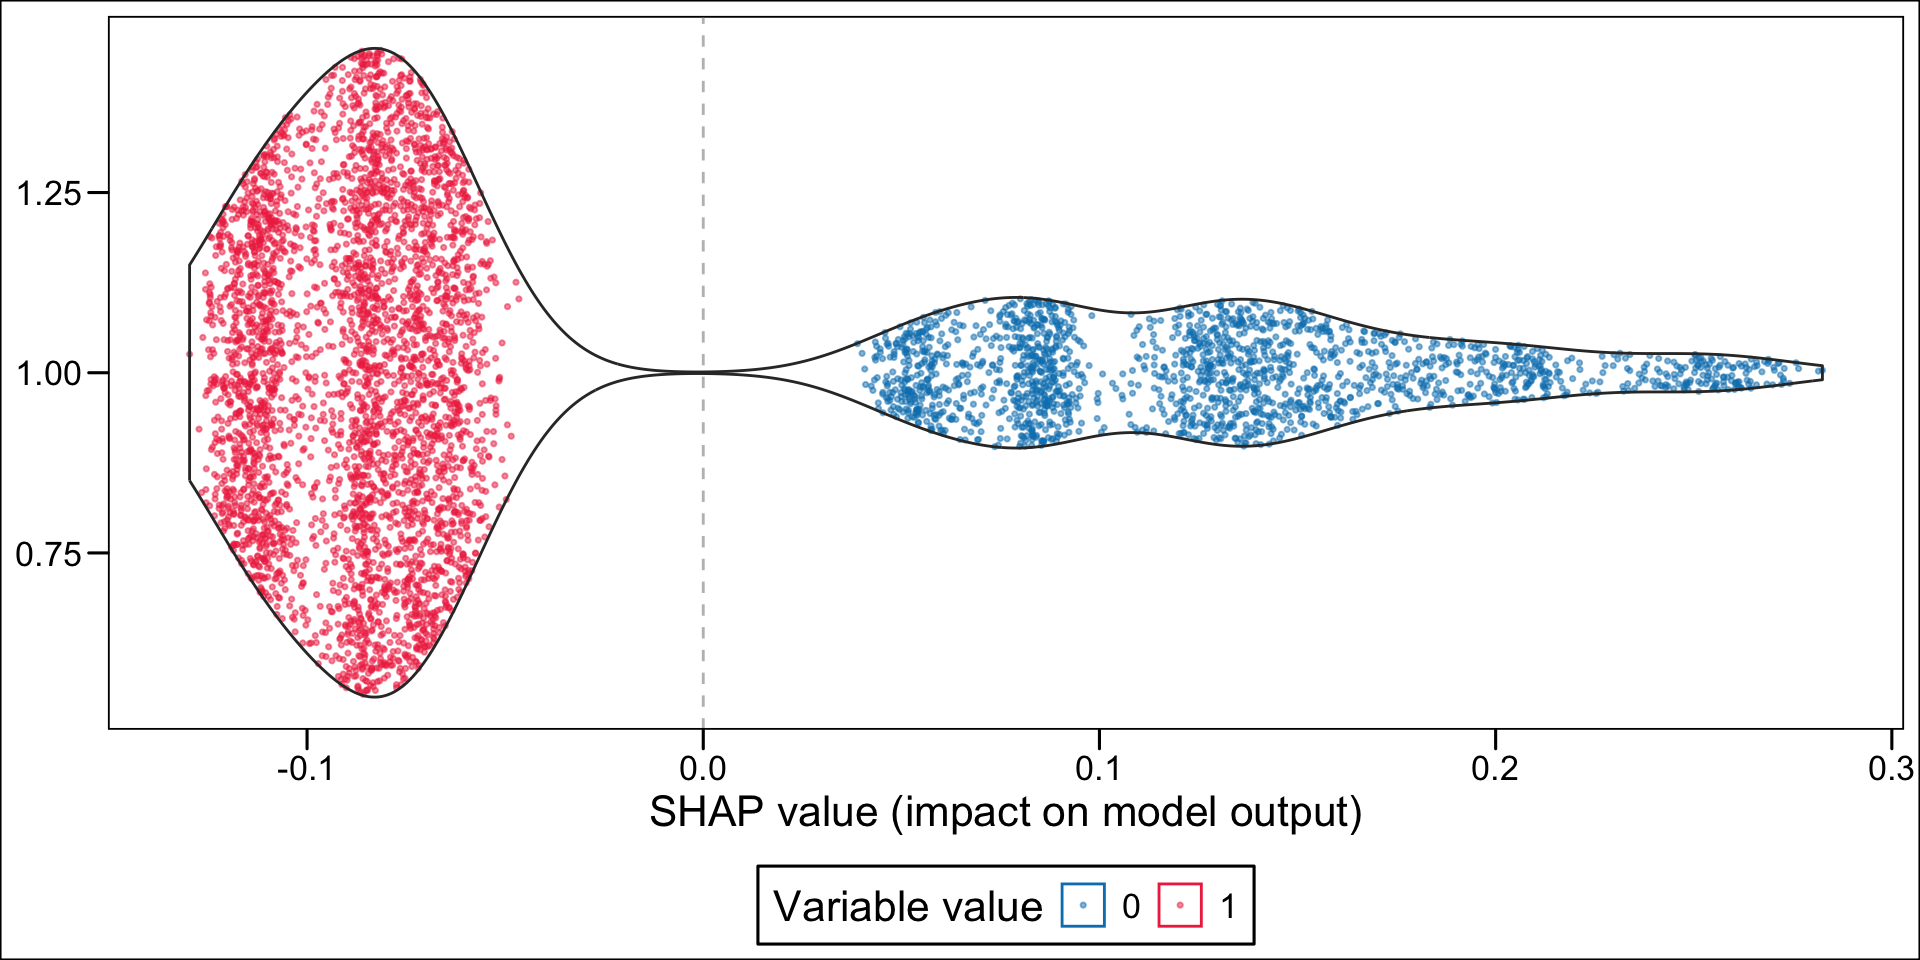 1.25
1.00
0.75
-0.1 0.0 0.1 0.2 0.3
SHAP value (impact on model output)
Variable value 0 1